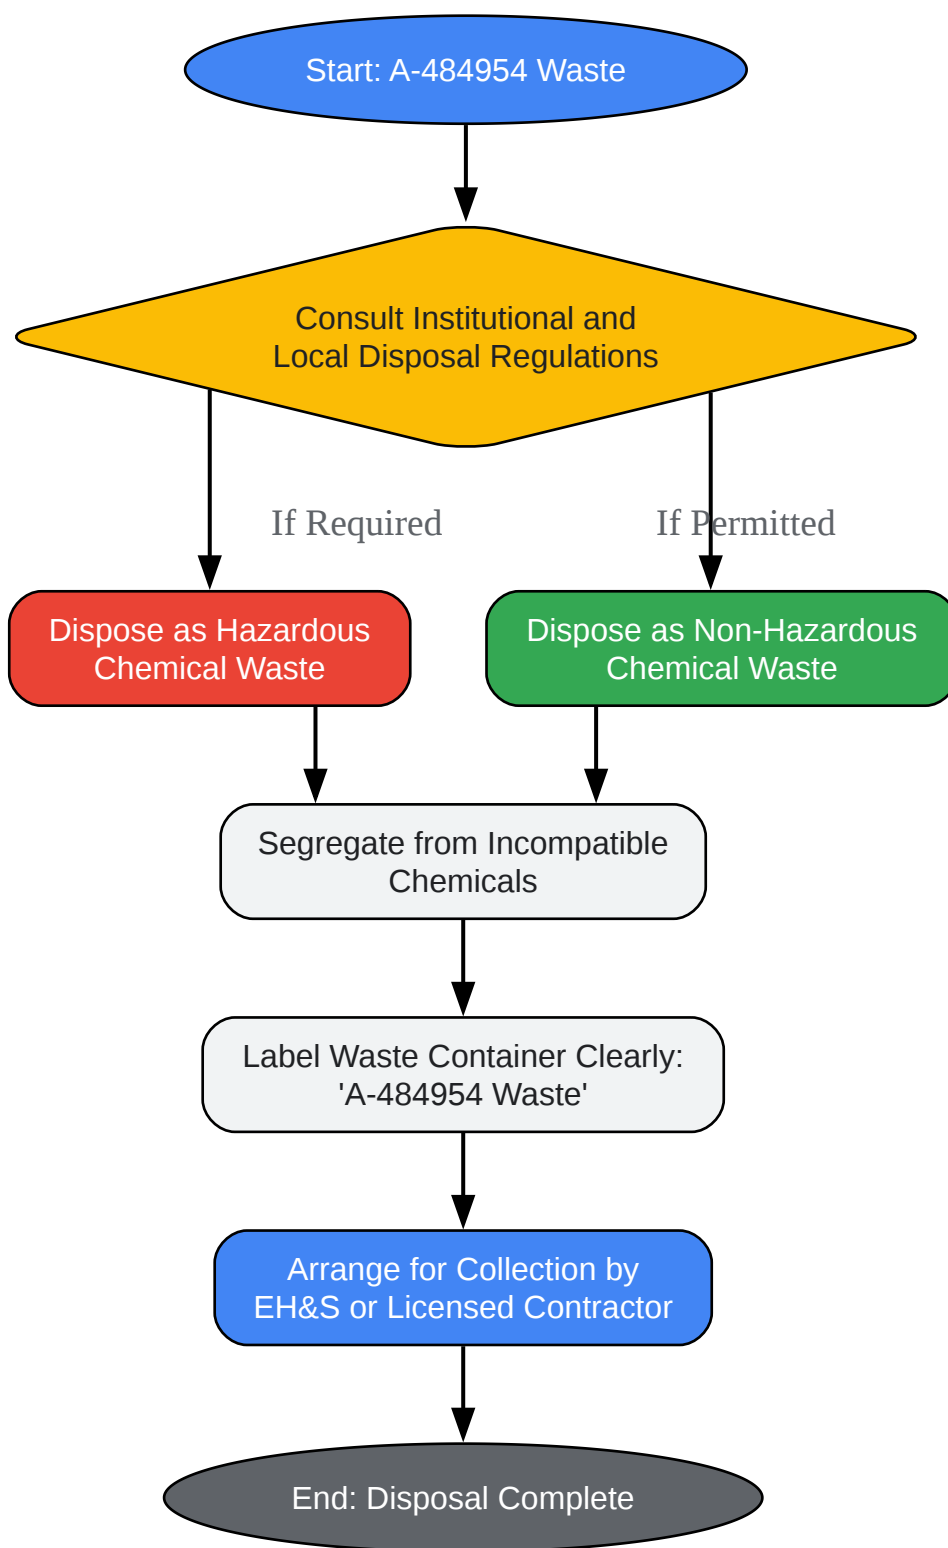 Start: A-484954 Waste
Consult Institutional and
Local Disposal Regulations
If Required
If Permitted
Dispose as Hazardous
Chemical Waste
Dispose as Non-Hazardous
Chemical Waste
Segregate from Incompatible
Chemicals
Label Waste Container Clearly:
'A-484954 Waste'
Arrange for Collection by
EH&S or Licensed Contractor
End: Disposal Complete